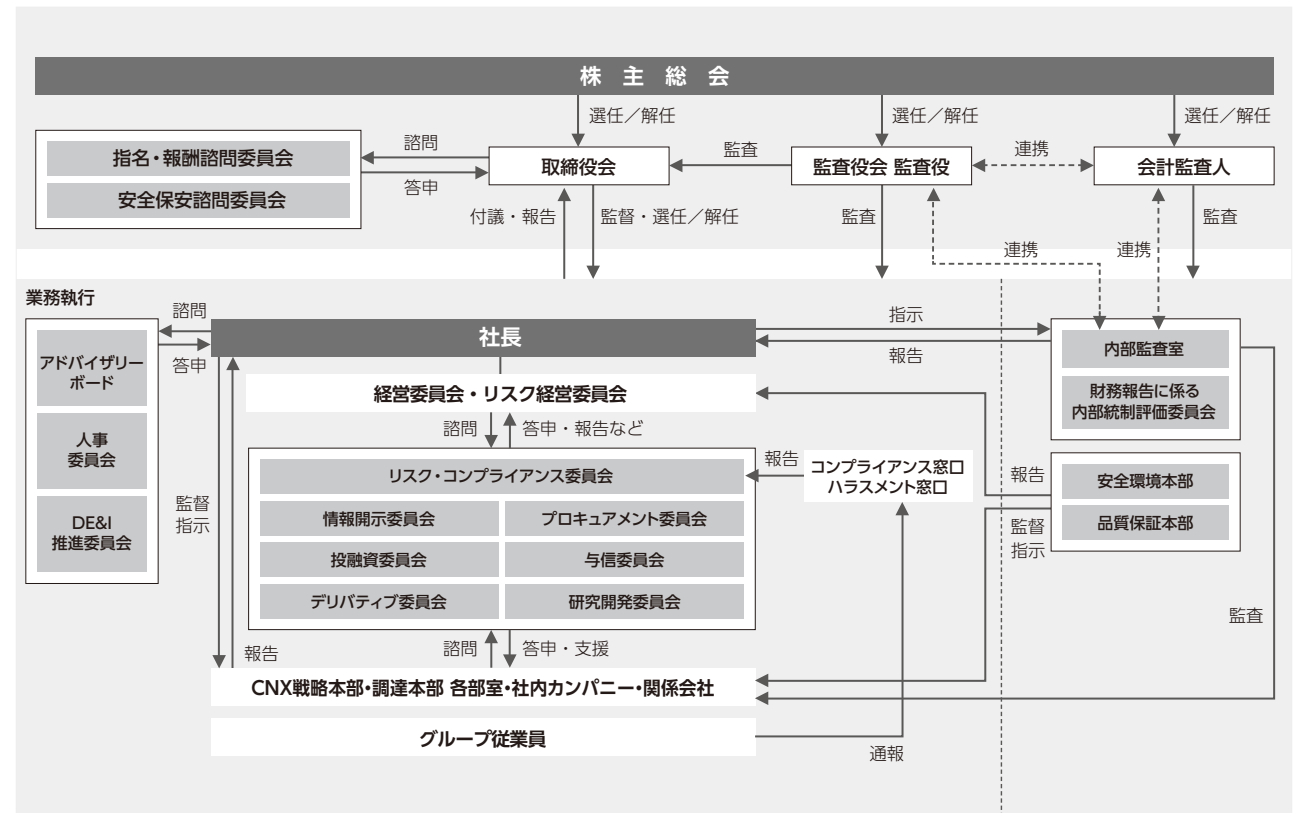 株主総会
選任／解任
選任／解任
選任／解任
指名・報酬諮問委員会
安全保安諮問委員会
諮問
答申
取締役会
監査
監査役会 監査役
連携
会計監査人
付議・報告
監督・選任／解任
監査
連携
連携
監査
業務執行
諮問
答申
アドバイザリー
ボード
人事
委員会
DE&I
推進委員会
社長
指示
報告
内部監査室
財務報告に係る
内部統制評価委員会
経営委員会・リスク経営委員会
諮問
答申・報告など
リスク・コンプライアンス委員会
情報開示委員会
プロキュアメント委員会
投融資委員会
与信委員会
デリバティブ委員会
研究開発委員会
報告
コンプライアンス窓口
ハラスメント窓口
報告
監督
指示
安全環境本部
品質保証本部
監督
指示
報告
諮問
答申・支援
監査
CNX戦略本部・調達本部 各部室・社内カンパニー・関係会社
グループ従業員
通報